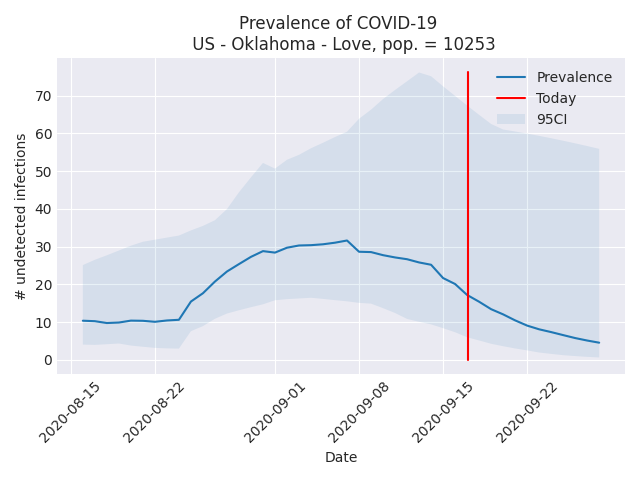 Prevalence of COVID-19
US - Oklahoma - Love, pop. = 10253
# undetected infections
70
60
50
40
30
20
10
0
Prevalence
Today
95CI
2020-08-15
2020-08-22
2020-09-01
2020-09-08
2020-09-15
2020-09-22
Date